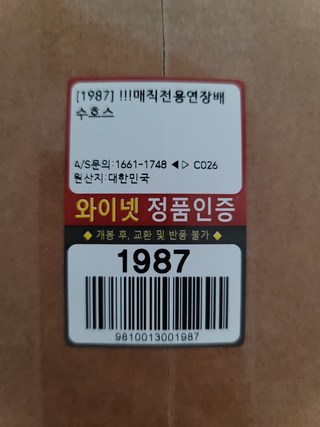 [1987] !!!매직전용연장배
수호스
A/S문의:1661-1748 ◀▷ C026
원산지:대한민국
와이넷 정품인증
◆ 개봉 후, 교환 및 반품 불가 ◆
1987
9810013001987